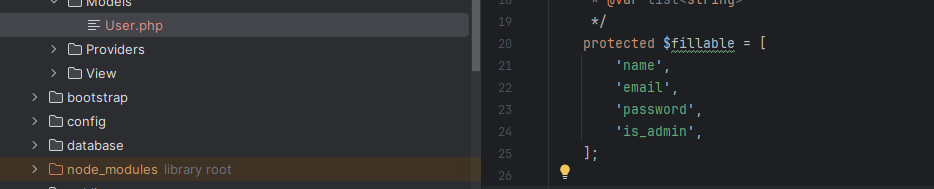 Models
User.php
Providers
View
bootstrap
config
database
node_modules library root
18 * @var list<string>
19 */
20 protected $fillable = [
21 'name',
22 'email',
23 'password',
24 'is_admin',
25 ];
26